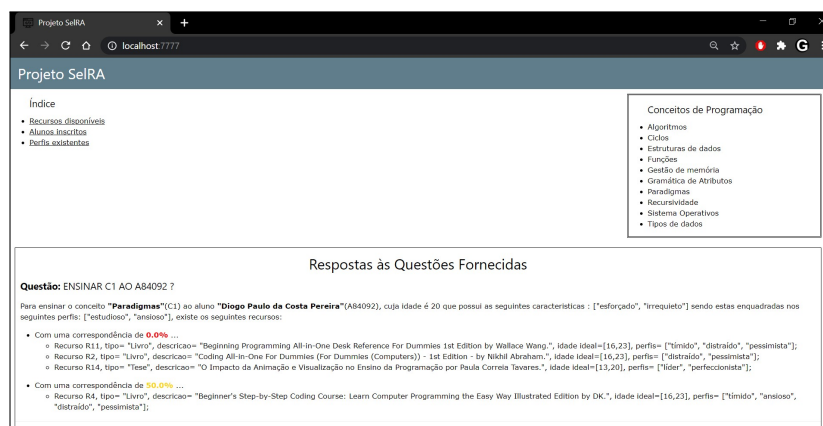 Projeto SelRA
localhost:7777
G
Projeto SelRA
Índice
Recursos disponíveis
Alunos inscritos
Perfis existentes
Conceitos de Programação
Algoritmos
Ciclos
Estruturas de dados
Funções
Gestão de memória
Gramática de Atributos
Paradigmas
Recursividade
Sistema Operativos
Tipos de dados
Respostas às Questões Fornecidas
Questão: ENSINAR C1 AO A84092 ?
Para ensinar o conceito "Paradigmas"(C1) ao aluno "Diogo Paulo da Costa Pereira"(A84092), cuja idade é 20 que possui as seguintes caracteristicas : ["esforçado", "irrequieto"] sendo estas enquadradas nos
seguintes perfis: ["estudioso", "ansioso"], existe os seguintes recursos:
Com uma correspondência de 0.0% ...
Recurso R11, tipo= "Livro", descricao= "Beginning Programming All-in-One Desk Reference For Dummies 1st Edition by Wallace Wang.", idade ideal=[16,23], perfis= ["tímido", "distraído", "pessimista"];
Recurso R2, tipo= "Livro", descricao= "Coding All-in-One For Dummies (For Dummies (Computers)) - 1st Edition - by Nikhil Abraham.", idade ideal=[16,23], perfis= ["distraído", "pessimista"];
Recurso R14, tipo= "Tese", descricao= "O Impacto da Animação e Visualização no Ensino da Programação por Paula Correia Tavares.", idade ideal=[13,20], perfis= ["líder", "perfeccionista"];
Com uma correspondência de 50.0% ...
Recurso R4, tipo= "Livro", descricao= "Beginner's Step-by-Step Coding Course: Learn Computer Programming the Easy Way Illustrated Edition by DK.", idade ideal=[16,23], perfis= ["tímido", "ansioso",
"distraído", "pessimista"];